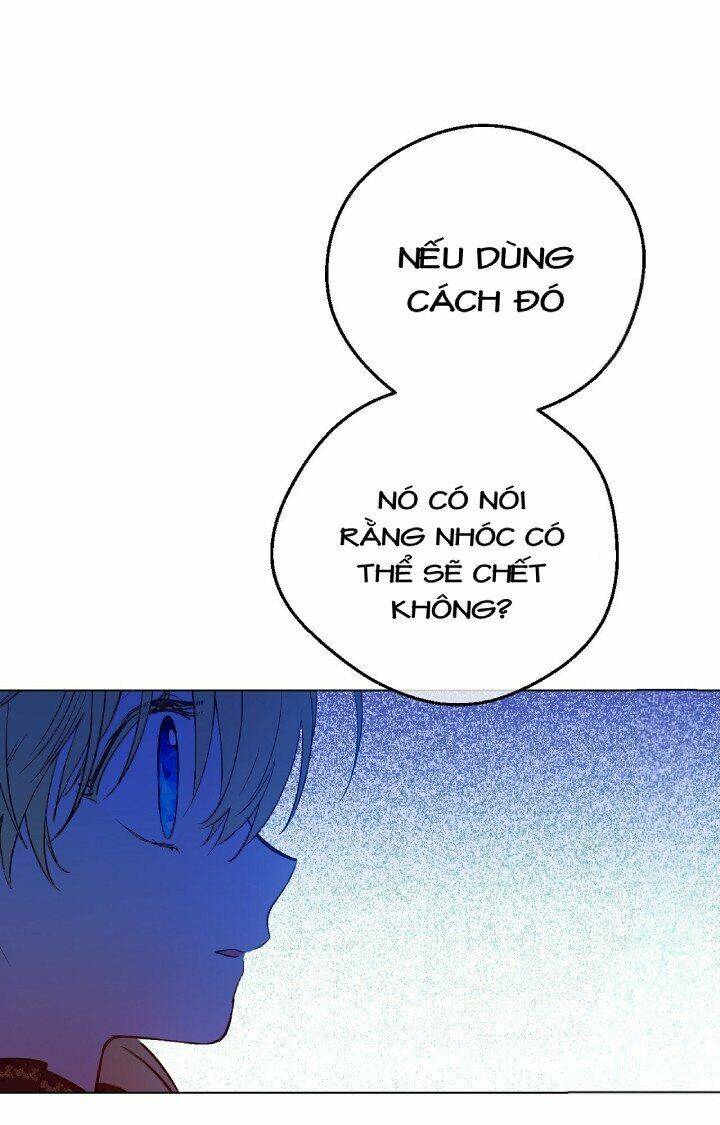 NẾU DÙNG
CÁCH ĐÓ
NÓ CÓ NÓI
RẰNG NHÓC CÓ
THỂ SẼ CHẾT
KHÔNG?